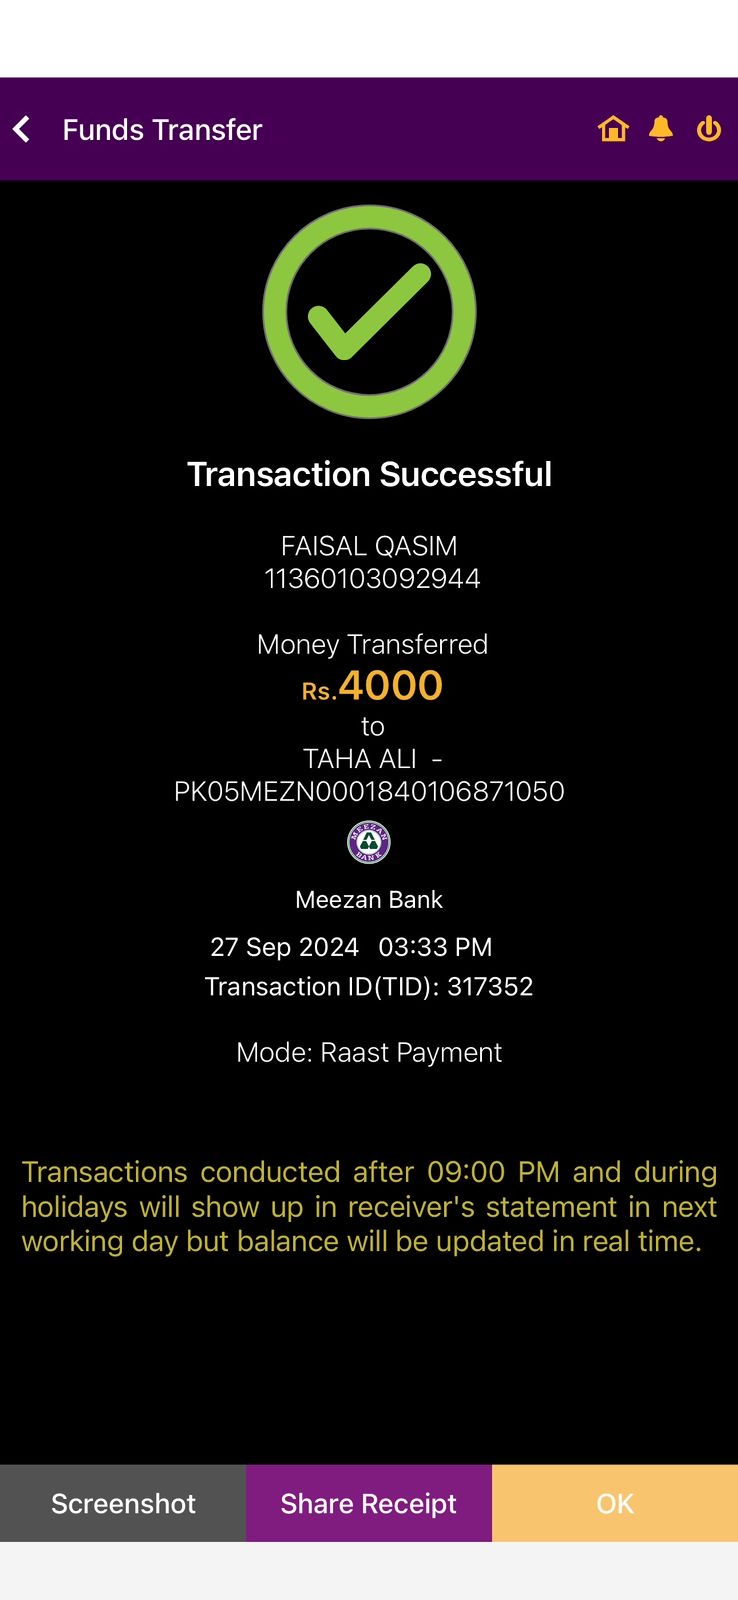 Funds Transfer
Transaction Successful
FAISAL QASIM
11360103092944
Money Transferred
Rs.4000
to
TAHA ALI -
PK05MEZN0001840106871050
MEEZAN
BANK
Meezan Bank
27 Sep 2024 03:33 PM
Transaction ID(TID): 317352
Mode: Raast Payment
Transactions conducted after 09:00 PM and during
holidays will show up in receiver's statement in next
working day but balance will be updated in real time.
Screenshot
Share Receipt
OK